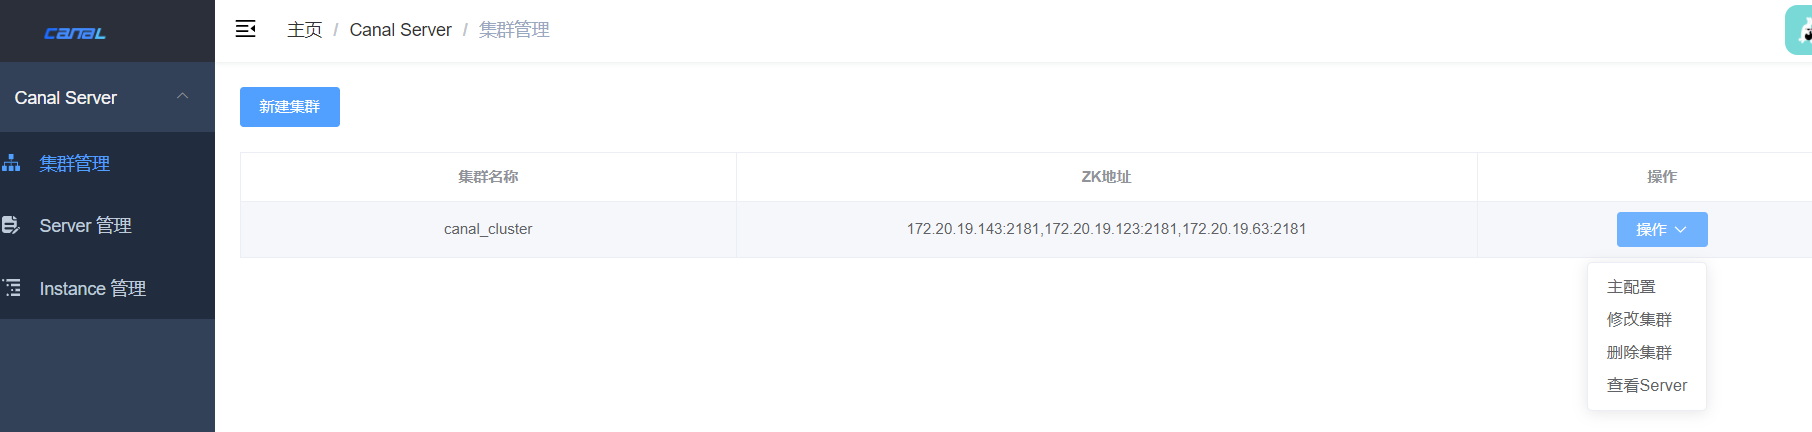 CANAL
主页 / Canal Server / 集群管理
Canal Server
集群管理
Server 管理
Instance 管理
新建集群
集群名称 ZK地址 操作
canal_cluster 172.20.19.143:2181,172.20.19.123:2181,172.20.19.63:2181 操作
主配置
修改集群
删除集群
查看Server